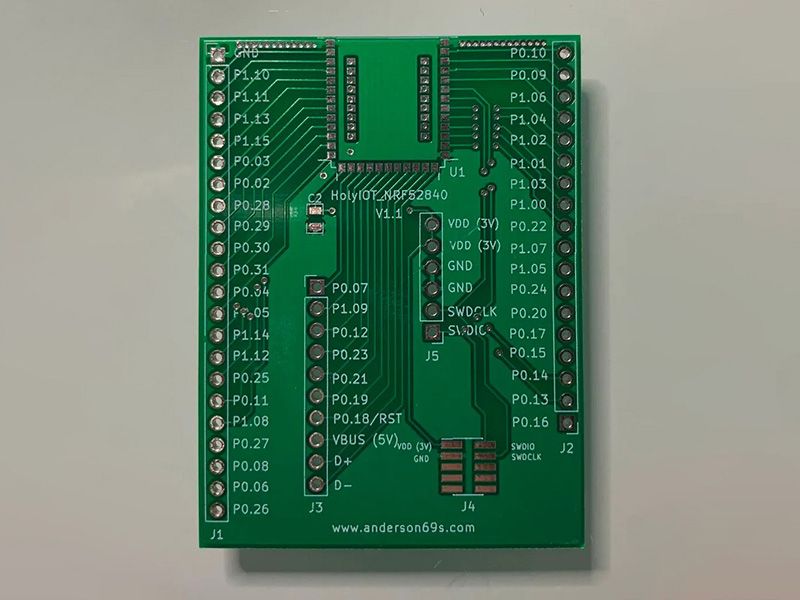 GND
P1.10
P1.11
P1.13
P1.15
P0.03
P0.02
P0.28
P0.29
P0.30
P0.31
P0.04
P0.05
P1.14
P1.12
P0.25
P0.11
P1.08
P0.27
P0.08
P0.06
P0.26
J1
U1
HolyIOT_NRF52840
V1.1
C2
P0.07
P1.09
P0.12
P0.23
P0.21
P0.19
P0.18/RST
VBUS (5V)
D+
D-
J3
VDD (3V)
VDD (3V)
GND
GND
SWDCLK
SWDIO
J5
VDD (3V)
GND
SWDIO
SWDCLK
J4
P0.10
P0.09
P1.06
P1.04
P1.02
P1.01
P1.03
P1.00
P0.22
P1.07
P1.05
P0.24
P0.20
P0.17
P0.15
P0.14
P0.13
P0.16
J2
www.anderson69s.com